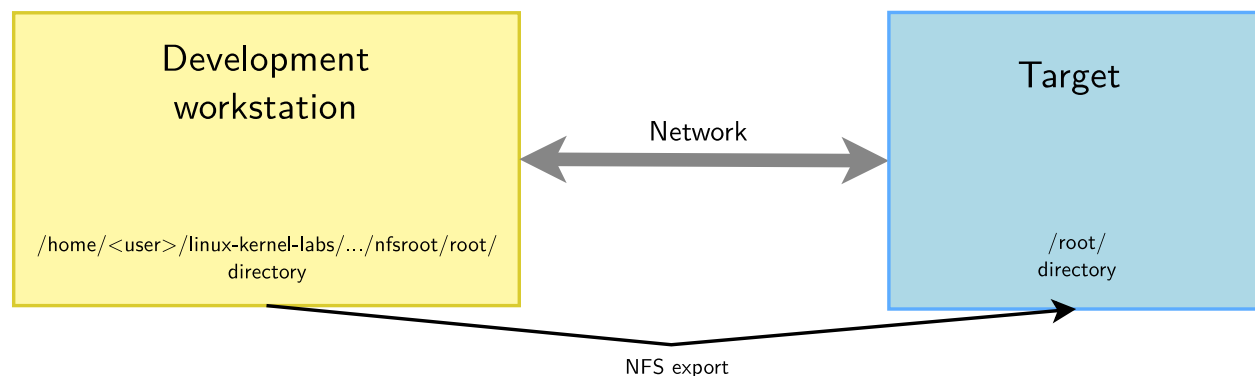 Development
workstation
Target
Network
/home/<user>/linux-kernel-labs/.../nfsroot/root/
directory
/root/
directory
NFS export